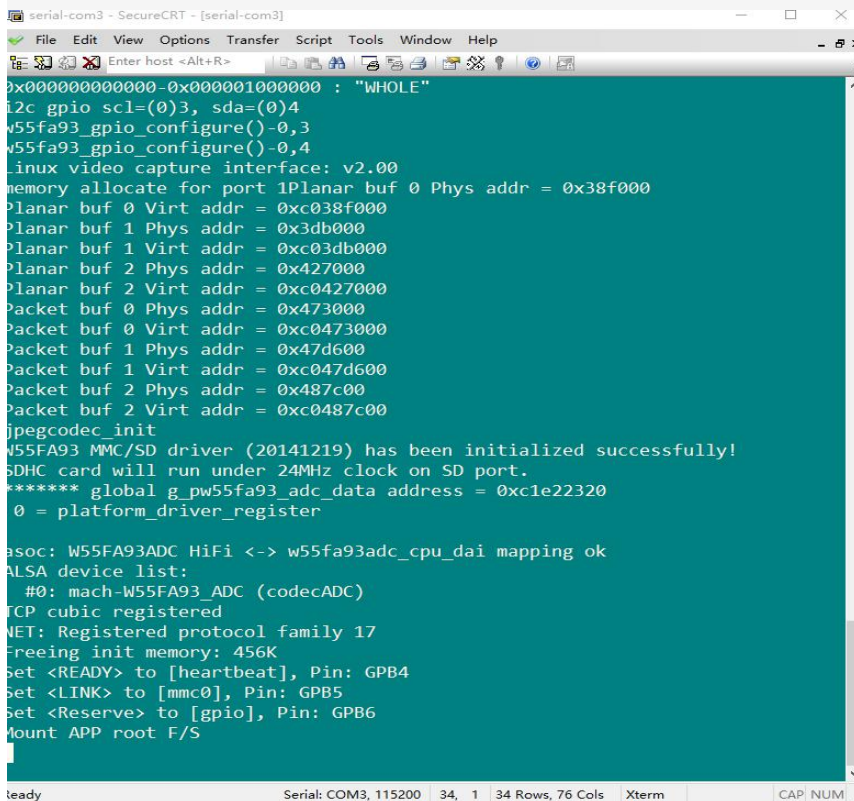 serial-com3 - SecureCRT - [serial-com3]
File Edit View Options Transfer Script Tools Window Help
Enter host <Alt+R>
0x000000000000-0x000001000000 : "WHOLE"
i2c gpio scl=(0)3, sda=(0)4
w55fa93_gpio_configure()-0,3
w55fa93_gpio_configure()-0,4
Linux video capture interface: v2.00
memory allocate for port 1Planar buf 0 Phys addr = 0x38f000
Planar buf 0 Virt addr = 0xc038f000
Planar buf 1 Phys addr = 0x3db000
Planar buf 1 Virt addr = 0xc03db000
Planar buf 2 Phys addr = 0x427000
Planar buf 2 Virt addr = 0xc0427000
Packet buf 0 Phys addr = 0x473000
Packet buf 0 Virt addr = 0xc0473000
Packet buf 1 Phys addr = 0x47d600
Packet buf 1 Virt addr = 0xc047d600
Packet buf 2 Phys addr = 0x487c00
Packet buf 2 Virt addr = 0xc0487c00
jpegcodec_init
W55FA93 MMC/SD driver (20141219) has been initialized successfully!
SDHC card will run under 24MHz clock on SD port.
******* global g_pw55fa93_adc_data address = 0xc1e22320
0 = platform_driver_register
asoc: W55FA93ADC HiFi <-> w55fa93adc_cpu_dai mapping ok
ALSA device list:
#0: mach-W55FA93_ADC (codecADC)
TCP cubic registered
NET: Registered protocol family 17
Freeing init memory: 456K
Set <READY> to [heartbeat], Pin: GPB4
Set <LINK> to [mmc0], Pin: GPB5
Set <Reserve> to [gpio], Pin: GPB6
Mount APP root F/S
Ready Serial: COM3, 115200 34, 1 34 Rows, 76 Cols Xterm CAP NUM